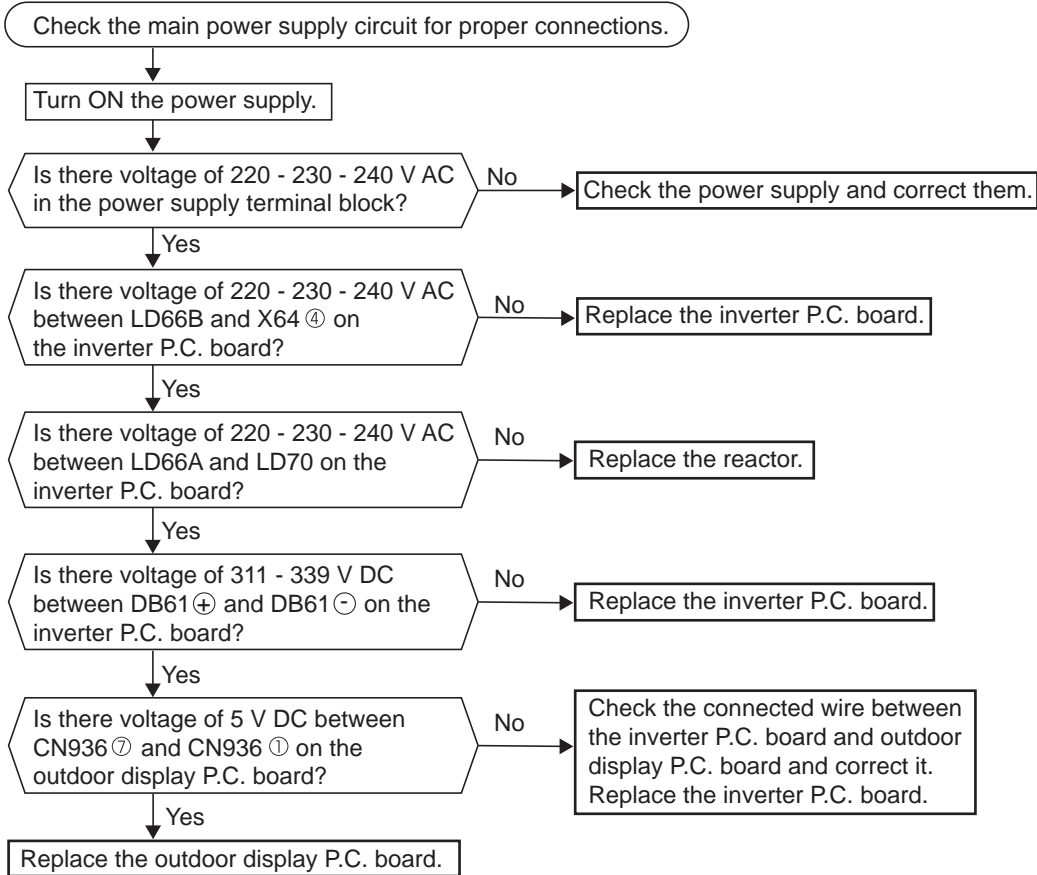 Check the main power supply circuit for proper connections.
Turn ON the power supply.
Is there voltage of 220 - 230 - 240 V AC
in the power supply terminal block?
No
Check the power supply and correct them.
Yes
Is there voltage of 220 - 230 - 240 V AC
between LD66B and X64 ④ on
the inverter P.C. board?
No
Replace the inverter P.C. board.
Yes
Is there voltage of 220 - 230 - 240 V AC
between LD66A and LD70 on the
inverter P.C. board?
No
Replace the reactor.
Yes
Is there voltage of 311 - 339 V DC
between DB61⊕ and DB61⊖ on the
inverter P.C. board?
No
Replace the inverter P.C. board.
Yes
Is there voltage of 5 V DC between
CN936⑦ and CN936 ① on the
outdoor display P.C. board?
No
Check the connected wire between
the inverter P.C. board and outdoor
display P.C. board and correct it.
Replace the inverter P.C. board.
Yes
Replace the outdoor display P.C. board.